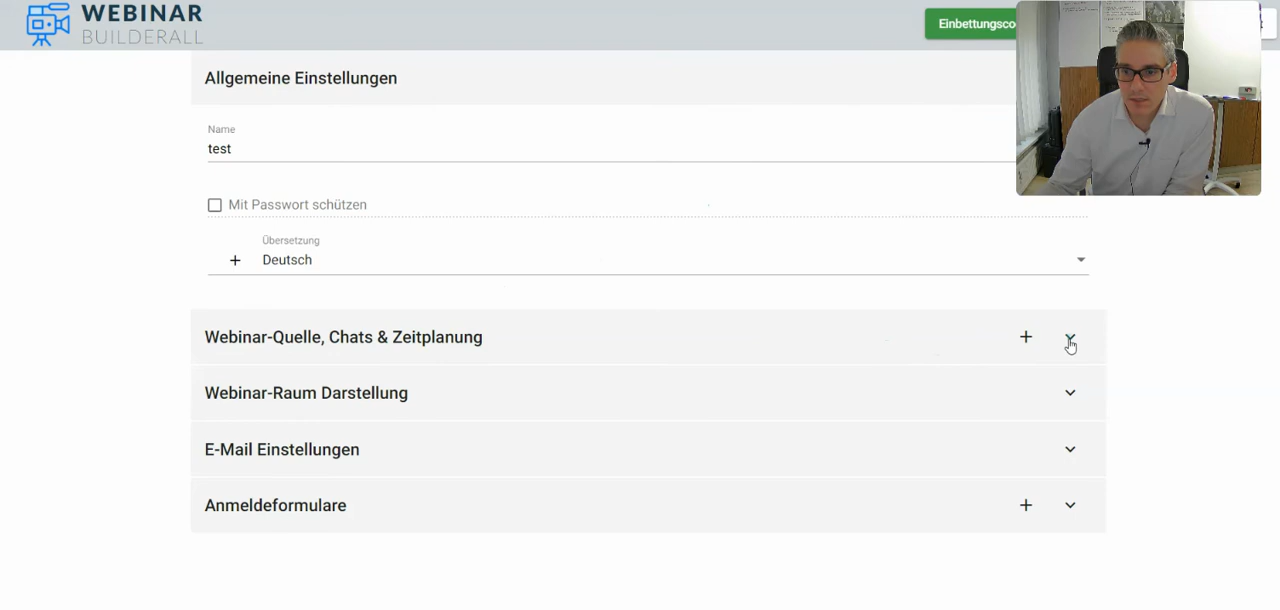 WEBINAR
BUILDERALL
Allgemeine Einstellungen
Name
test
Mit Passwort schützen
Übersetzung
Deutsch
Webinar-Quelle, Chats & Zeitplanung
Webinar-Raum Darstellung
E-Mail Einstellungen
Anmeldeformulare